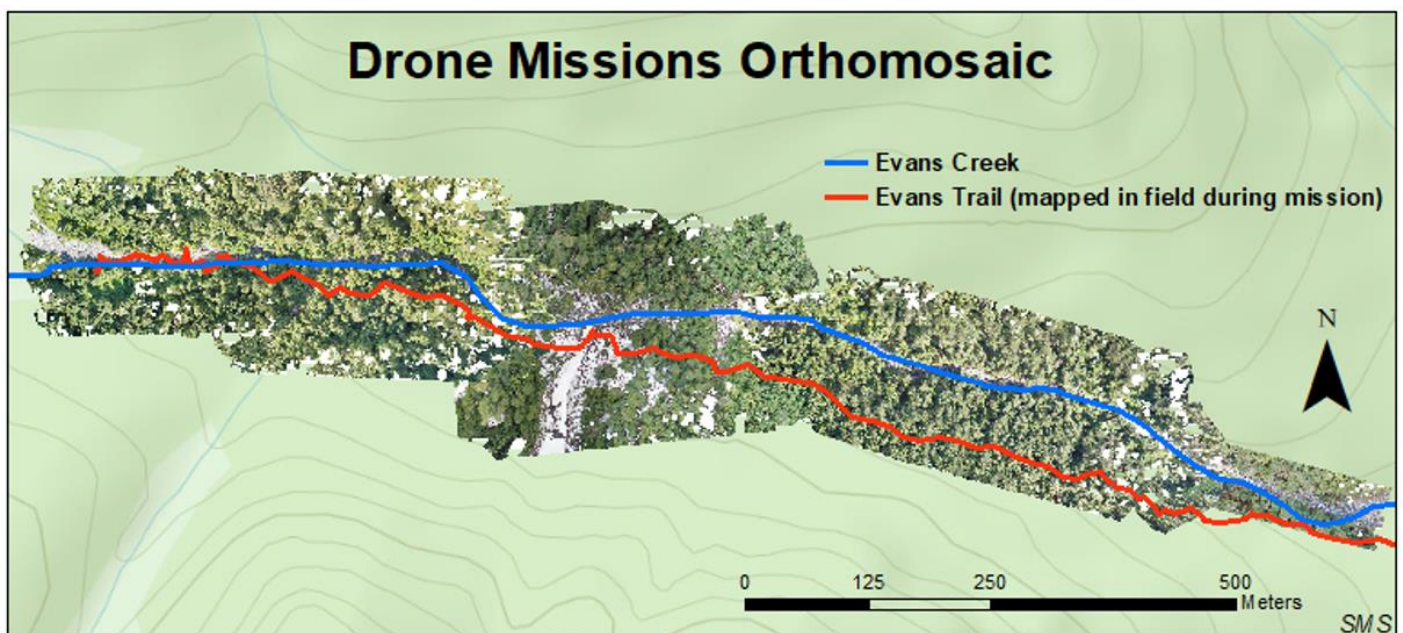 Drone Missions Orthomosaic
Evans Creek
Evans Trail (mapped in field during mission)
N
0 125 250 500
Meters
SMS